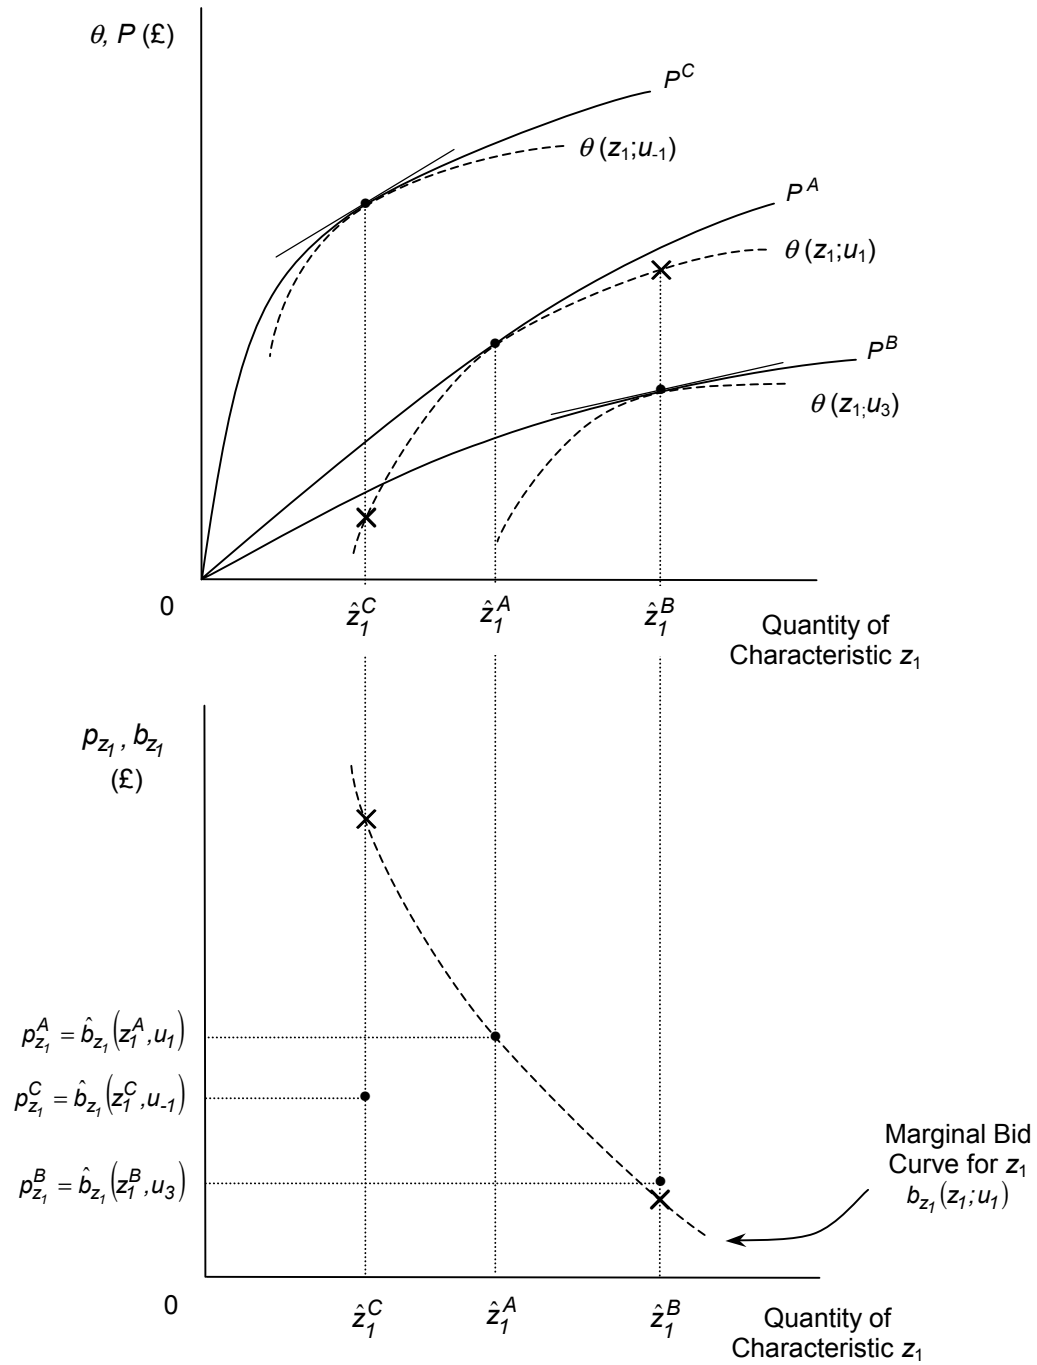 θ, P (£)
P^C
θ (z₁;u₋₁)
P^A
θ (z₁;u₁)
P^B
θ (z₁;u₃)
0
ẑ₁^C
ẑ₁^A
ẑ₁^B
Quantity of
Characteristic z₁
p_z₁, b_z₁
(£)
p_z₁^A = b̂_z₁(z₁^A, u₁)
p_z₁^C = b̂_z₁(z₁^C, u₋₁)
p_z₁^B = b̂_z₁(z₁^B, u₃)
Marginal Bid
Curve for z₁
b_z₁(z₁; u₁)
0
ẑ₁^C
ẑ₁^A
ẑ₁^B
Quantity of
Characteristic z₁